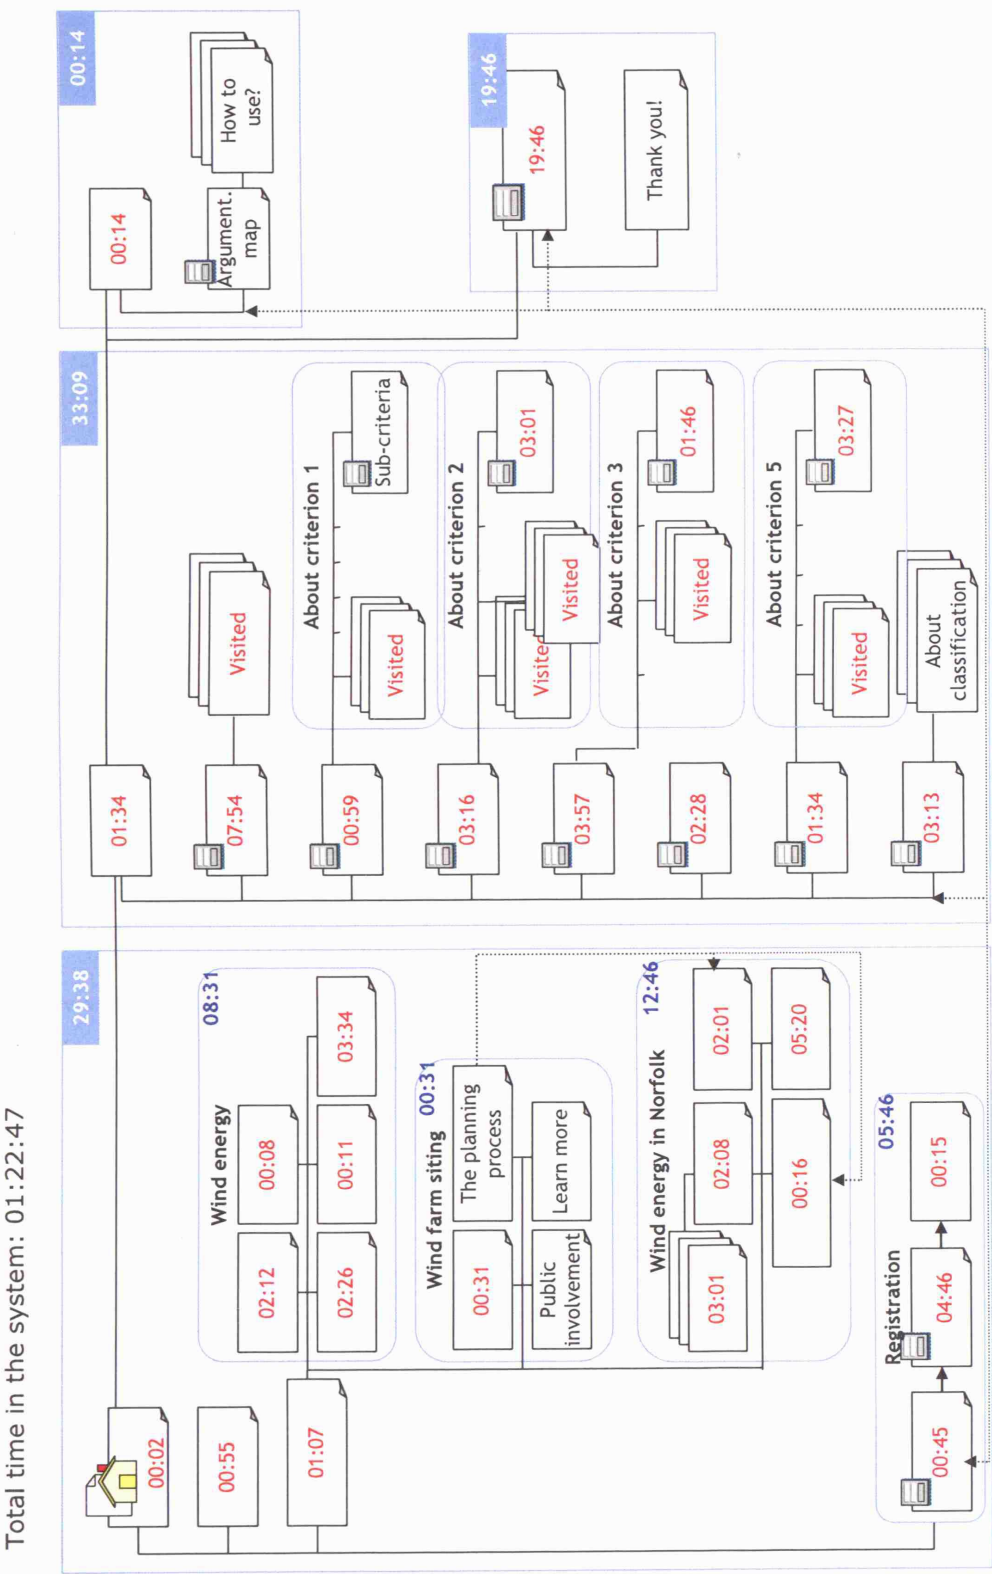 Total time in the system: 01:22:47
29:38
00:02
00:55
01:07
Wind energy
08:31
02:12
00:08
02:26
00:11
03:34
Wind farm siting
00:31
00:31
The planning
process
Public
involvement
Learn more
Wind energy in Norfolk
12:46
03:01
02:08
02:01
00:16
05:20
Registration
05:46
00:45
04:46
00:15
33:09
01:34
07:54
Visited
00:59
About criterion 1
Visited
Sub-criteria
03:16
About criterion 2
Visited
Visited
03:01
03:57
About criterion 3
Visited
01:46
02:28
01:34
About criterion 5
Visited
03:27
03:13
About
classification
00:14
00:14
Argument.
map
How to
use?
19:46
19:46
Thank you!